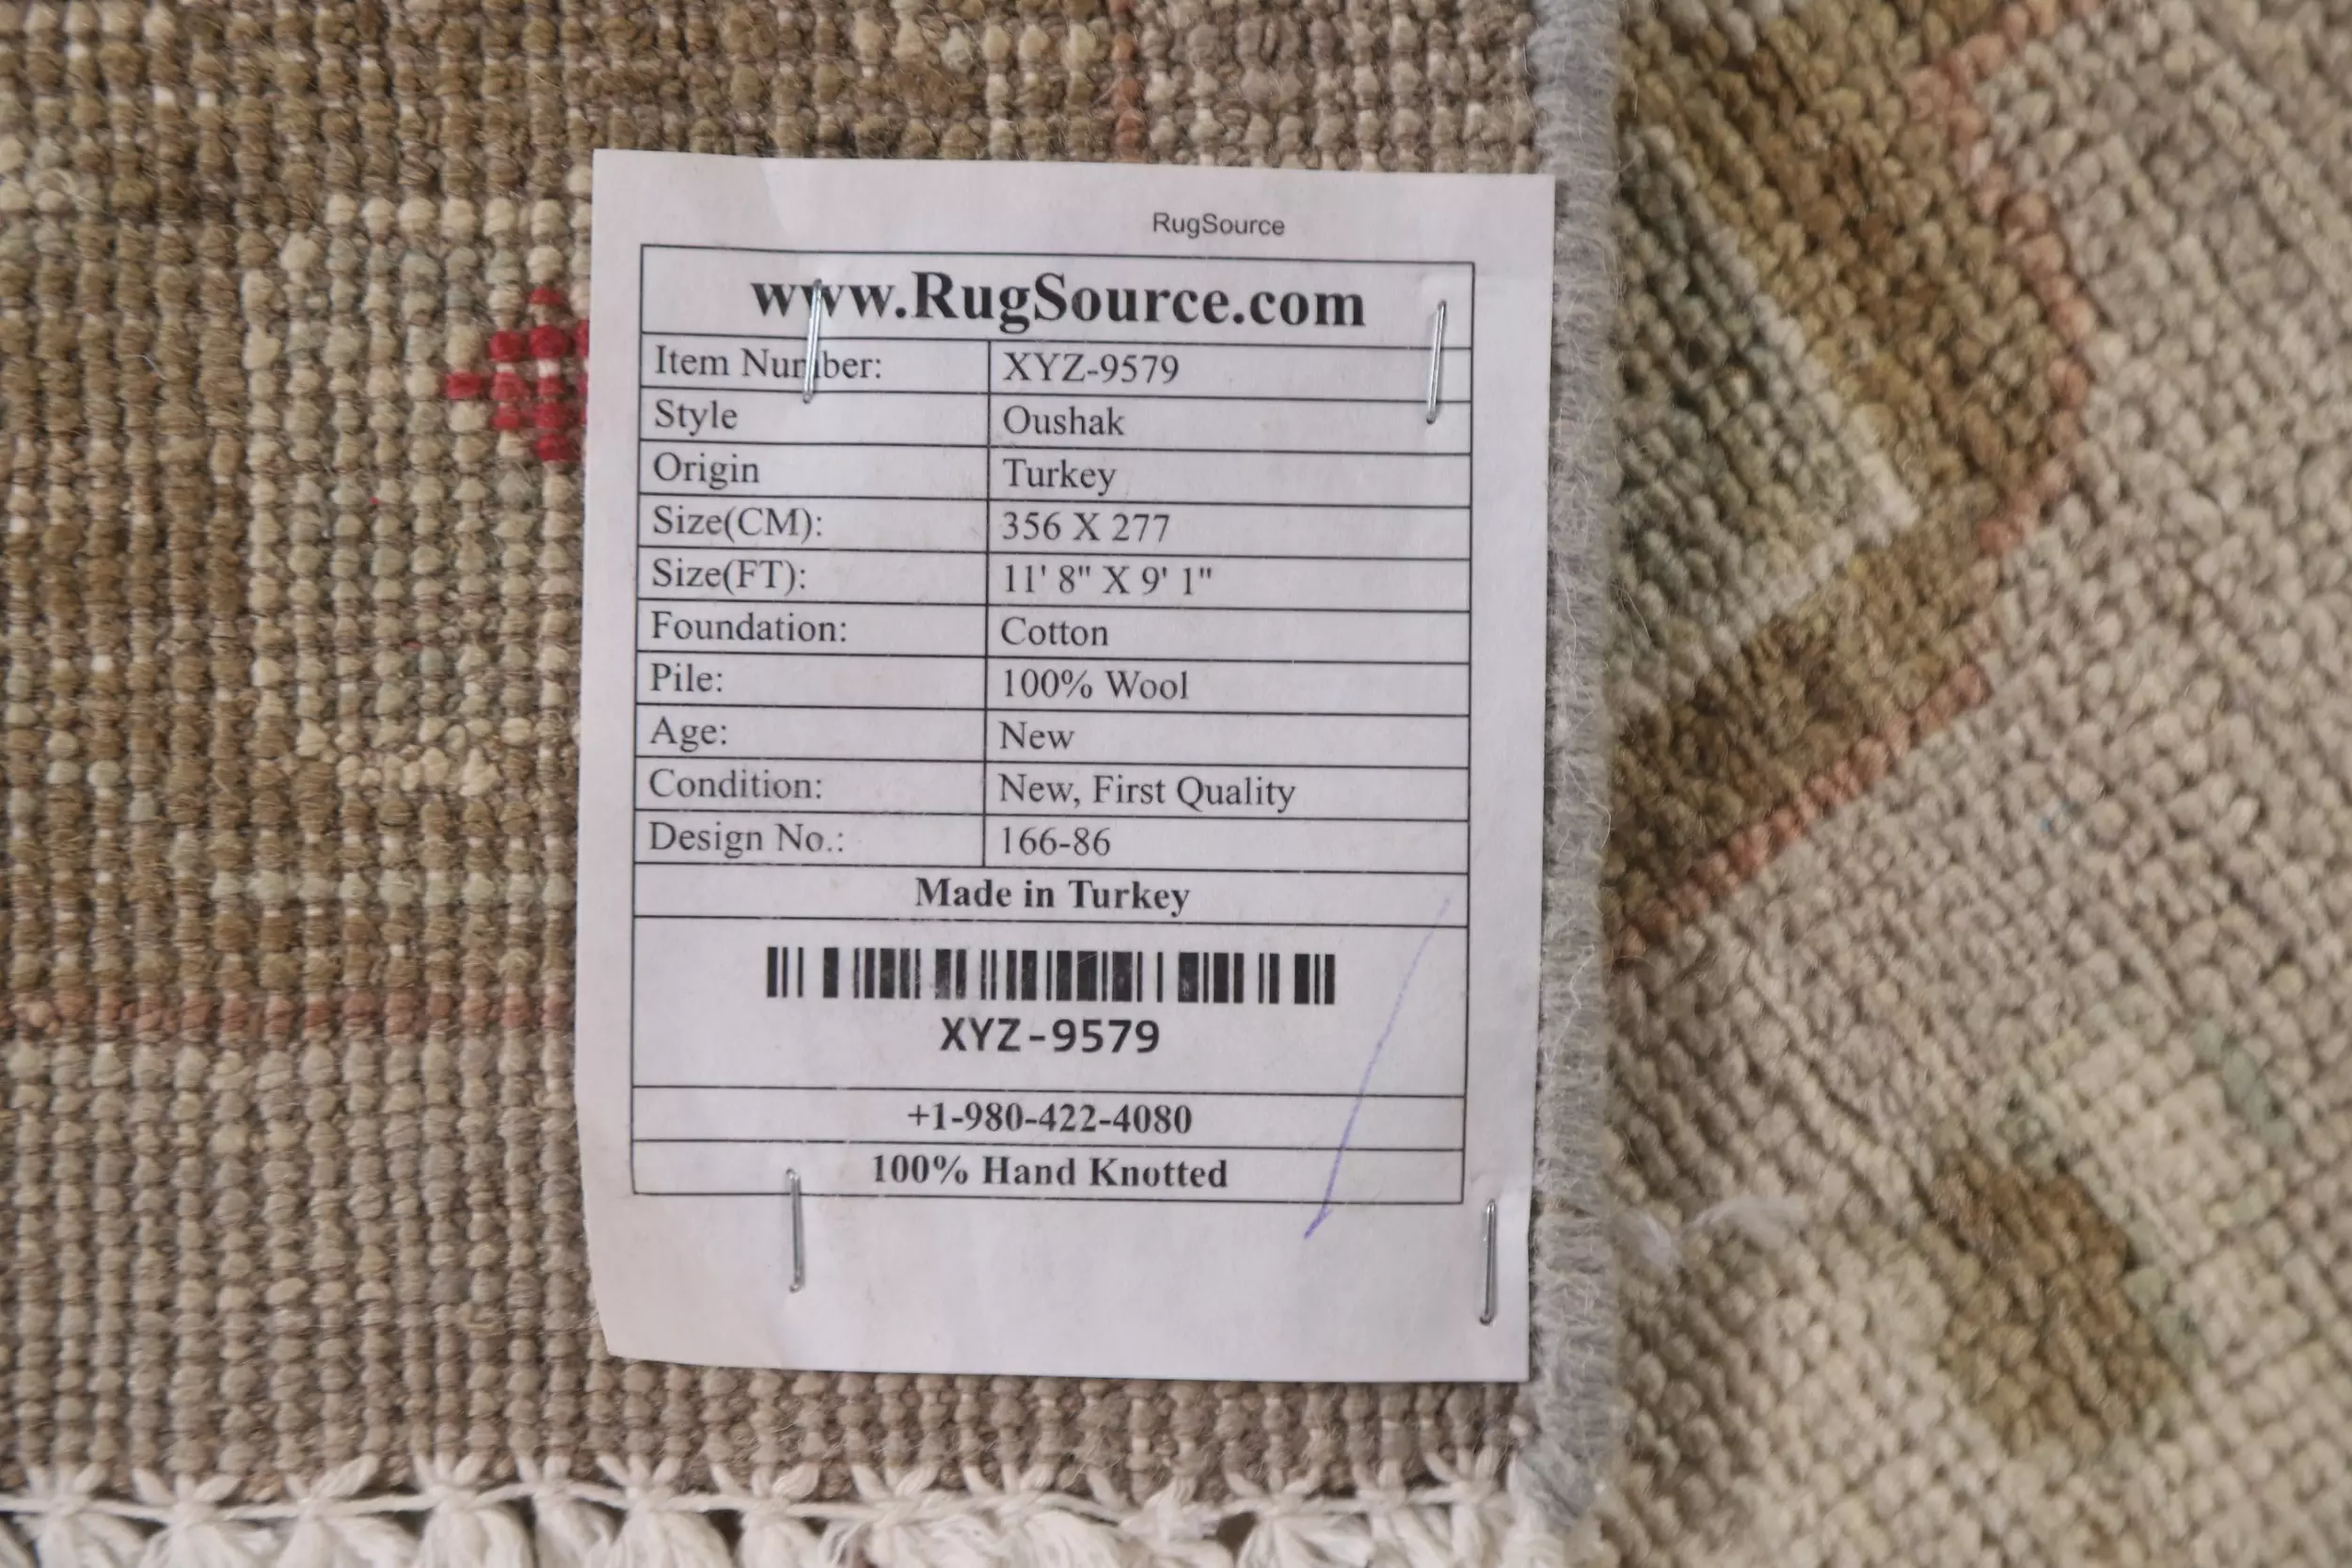 RugSource
www.RugSource.com
Item Number: XYZ-9579
Style Oushak
Origin Turkey
Size(CM): 356 X 277
Size(FT): 11' 8" X 9' 1"
Foundation: Cotton
Pile: 100% Wool
Age: New
Condition: New, First Quality
Design No.: 166-86
Made in Turkey
XYZ-9579
+1-980-422-4080
100% Hand Knotted